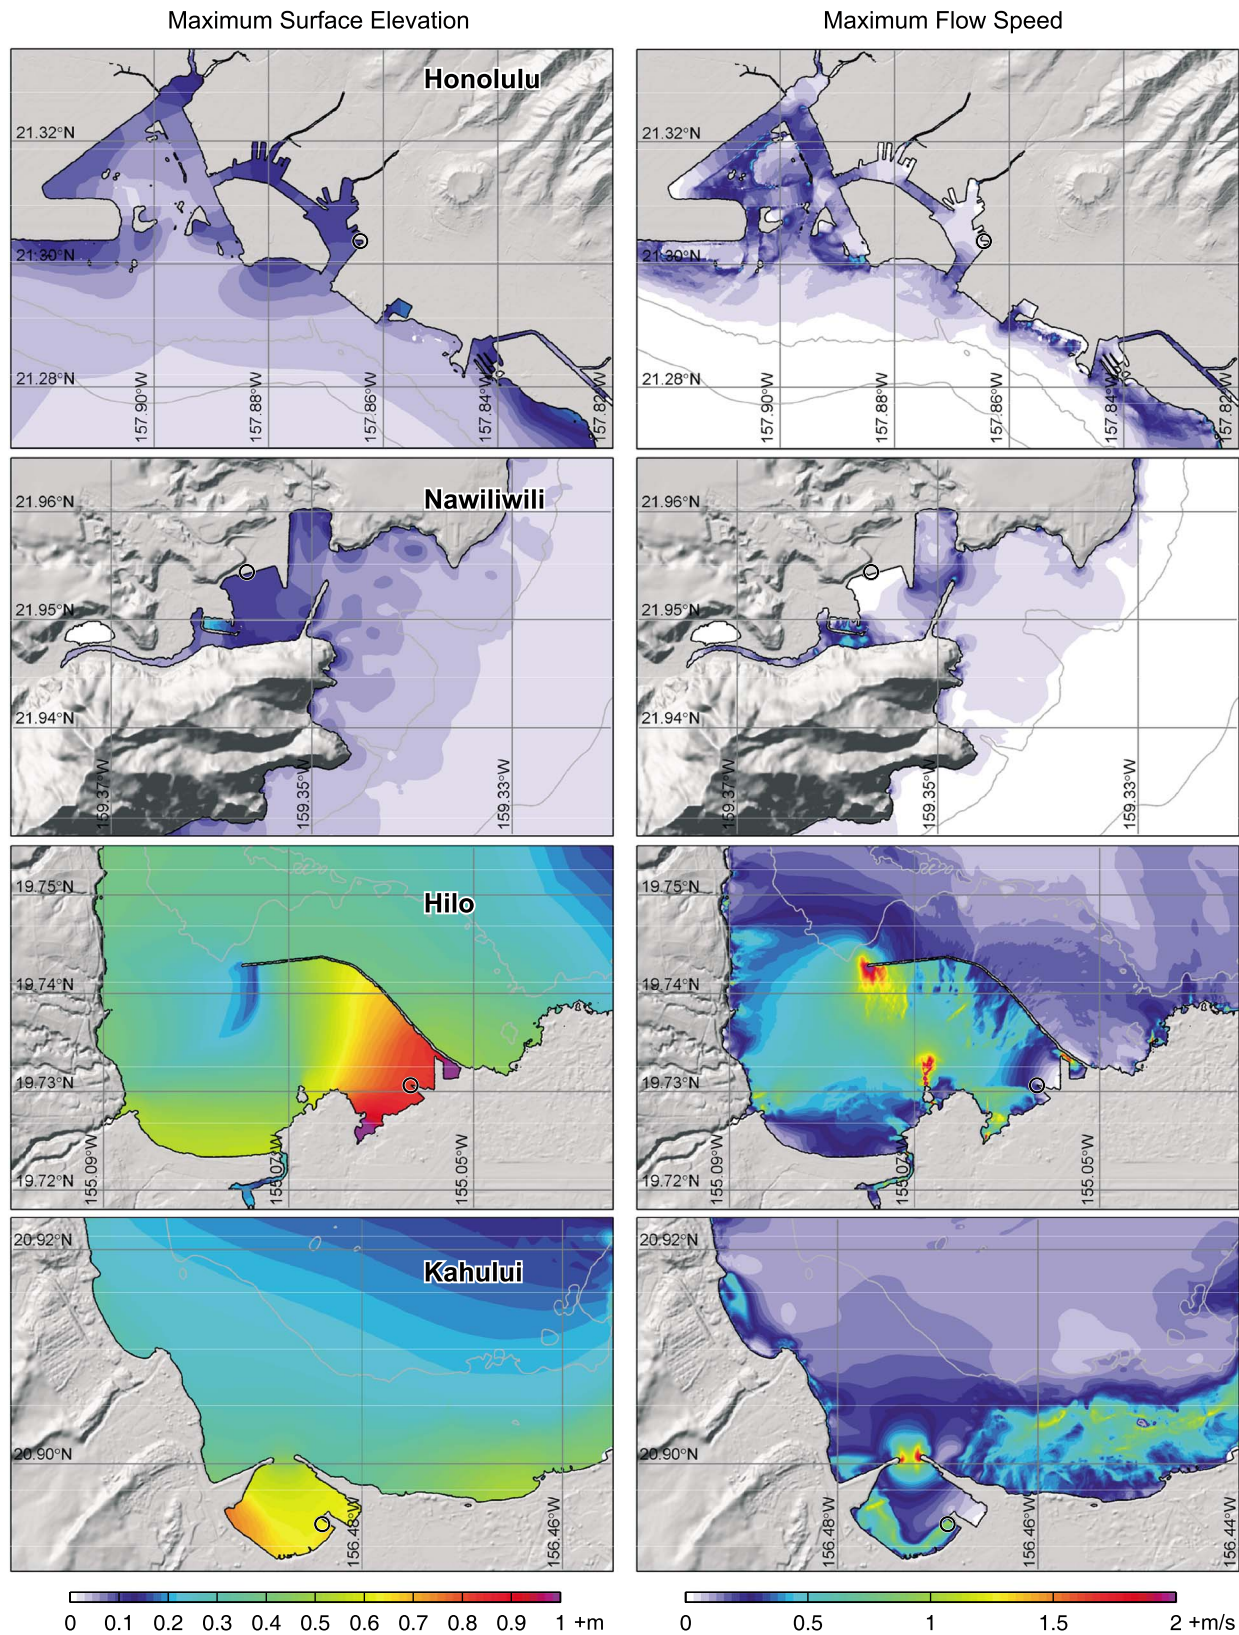 Maximum Surface Elevation
Maximum Flow Speed
Honolulu
21.32°N
21.30°N
21.28°N
157.90°W
157.88°W
157.86°W
157.84°W
157.82°W
21.32°N
21.30°N
21.28°N
157.90°W
157.88°W
157.86°W
157.84°W
157.82°W
Nawiliwili
21.96°N
21.95°N
21.94°N
159.37°W
159.35°W
159.33°W
21.96°N
21.95°N
21.94°N
159.37°W
159.35°W
159.33°W
Hilo
19.75°N
19.74°N
19.73°N
19.72°N
155.09°W
155.07°W
155.05°W
19.75°N
19.74°N
19.73°N
19.72°N
155.09°W
155.07°W
155.05°W
Kahului
20.92°N
20.90°N
156.48°W
156.46°W
20.92°N
20.90°N
156.48°W
156.46°W
156.44°W
0 0.1 0.2 0.3 0.4 0.5 0.6 0.7 0.8 0.9 1 +m
0 0.5 1 1.5 2 +m/s